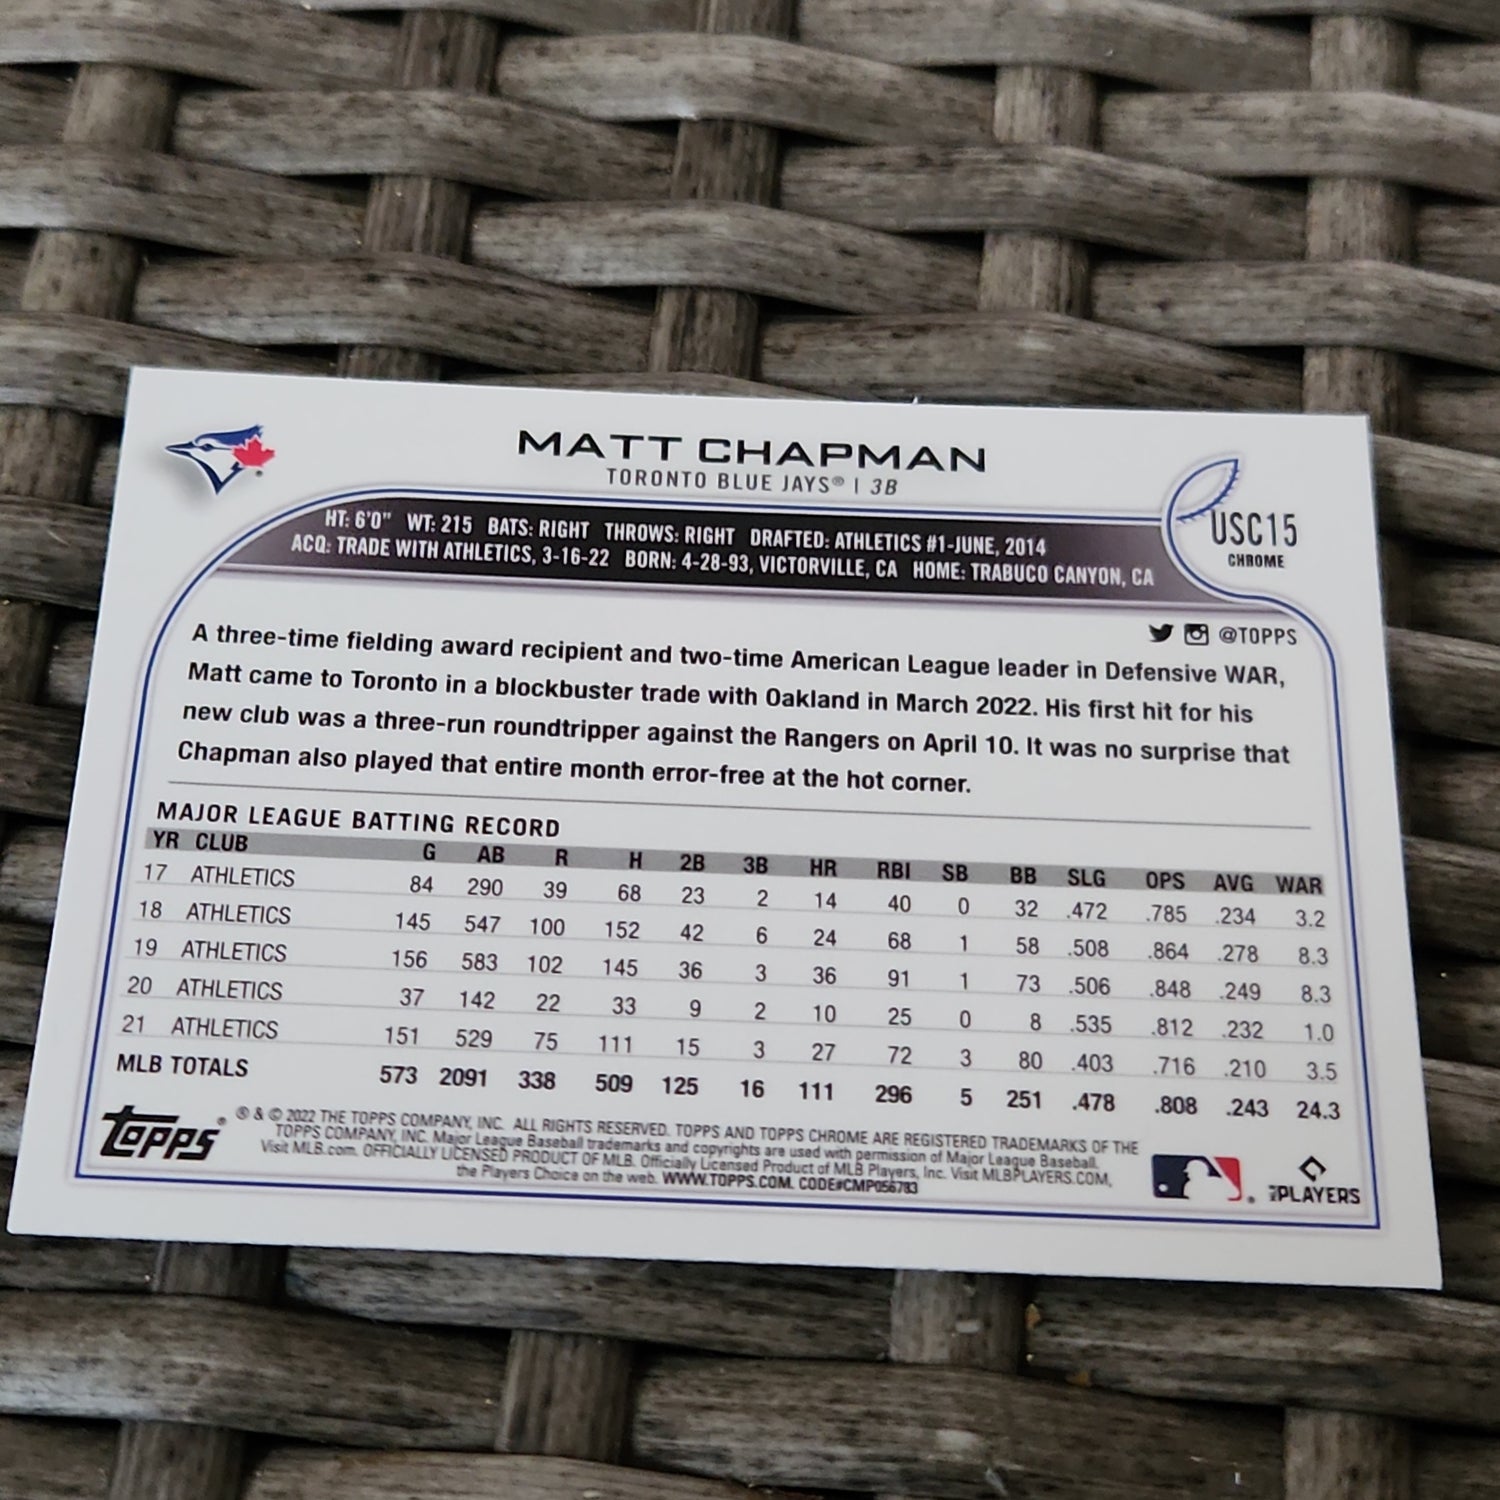 MATT CHAPMAN
TORONTO BLUE JAYS® | 3B
USC15
CHROME
HT: 6'0" WT: 215 BATS: RIGHT THROWS: RIGHT DRAFTED: ATHLETICS #1-JUNE, 2014
ACQ: TRADE WITH ATHLETICS, 3-16-22 BORN: 4-28-93, VICTORVILLE, CA HOME: TRABUCO CANYON, CA
@TOPPS
A three-time fielding award recipient and two-time American League leader in Defensive WAR,
Matt came to Toronto in a blockbuster trade with Oakland in March 2022. His first hit for his
new club was a three-run roundtripper against the Rangers on April 10. It was no surprise that
Chapman also played that entire month error-free at the hot corner.
MAJOR LEAGUE BATTING RECORD
YR CLUB G AB R H 2B 3B HR RBI SB BB SLG OPS AVG WAR
17 ATHLETICS 84 290 39 68 23 2 14 40 0 32 .472 .785 .234 3.2
18 ATHLETICS 145 547 100 152 42 6 24 68 1 58 .508 .864 .278 8.3
19 ATHLETICS 156 583 102 145 36 3 36 91 1 73 .506 .848 .249 8.3
20 ATHLETICS 37 142 22 33 9 2 10 25 0 8 .535 .812 .232 1.0
21 ATHLETICS 151 529 75 111 15 3 27 72 3 80 .403 .716 .210 3.5
MLB TOTALS 573 2091 338 509 125 16 111 296 5 251 .478 .808 .243 24.3
topps®
® & © 2022 THE TOPPS COMPANY, INC. ALL RIGHTS RESERVED. TOPPS AND TOPPS CHROME ARE REGISTERED TRADEMARKS OF THE
TOPPS COMPANY, INC. Major League Baseball trademarks and copyrights are used with permission of Major League Baseball.
Visit MLB.com. OFFICIALLY LICENSED PRODUCT OF MLB. Officially Licensed Product of MLB Players, Inc. Visit MLBPLAYERS.COM,
the Players Choice on the web. WWW.TOPPS.COM. CODE#CMP056783
PLAYERS